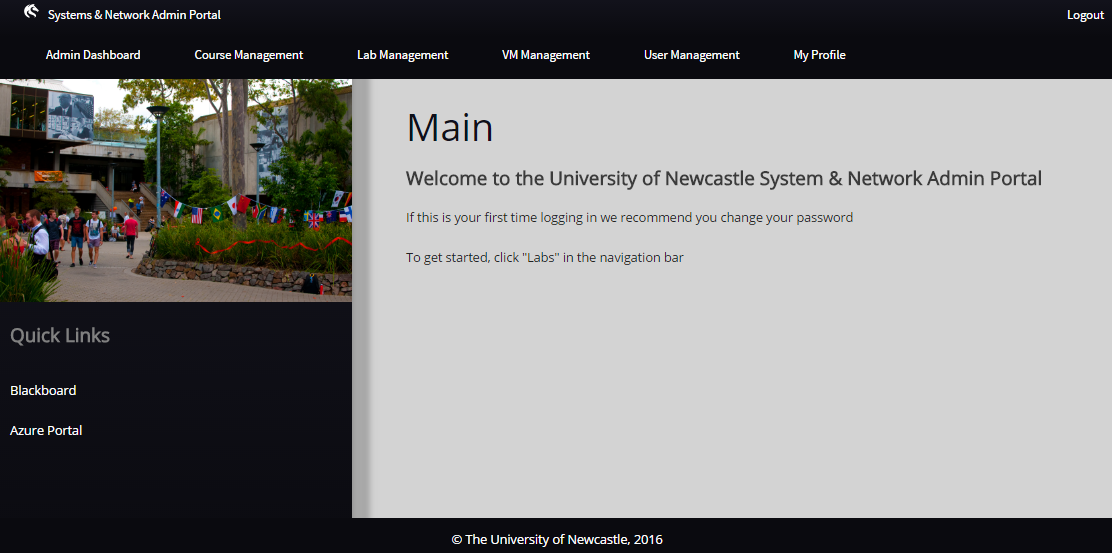 Systems & Network Admin Portal
Logout
Admin Dashboard
Course Management
Lab Management
VM Management
User Management
My Profile
Main
Welcome to the University of Newcastle System & Network Admin Portal
If this is your first time logging in we recommend you change your password
To get started, click "Labs" in the navigation bar
Quick Links
Blackboard
Azure Portal
© The University of Newcastle, 2016